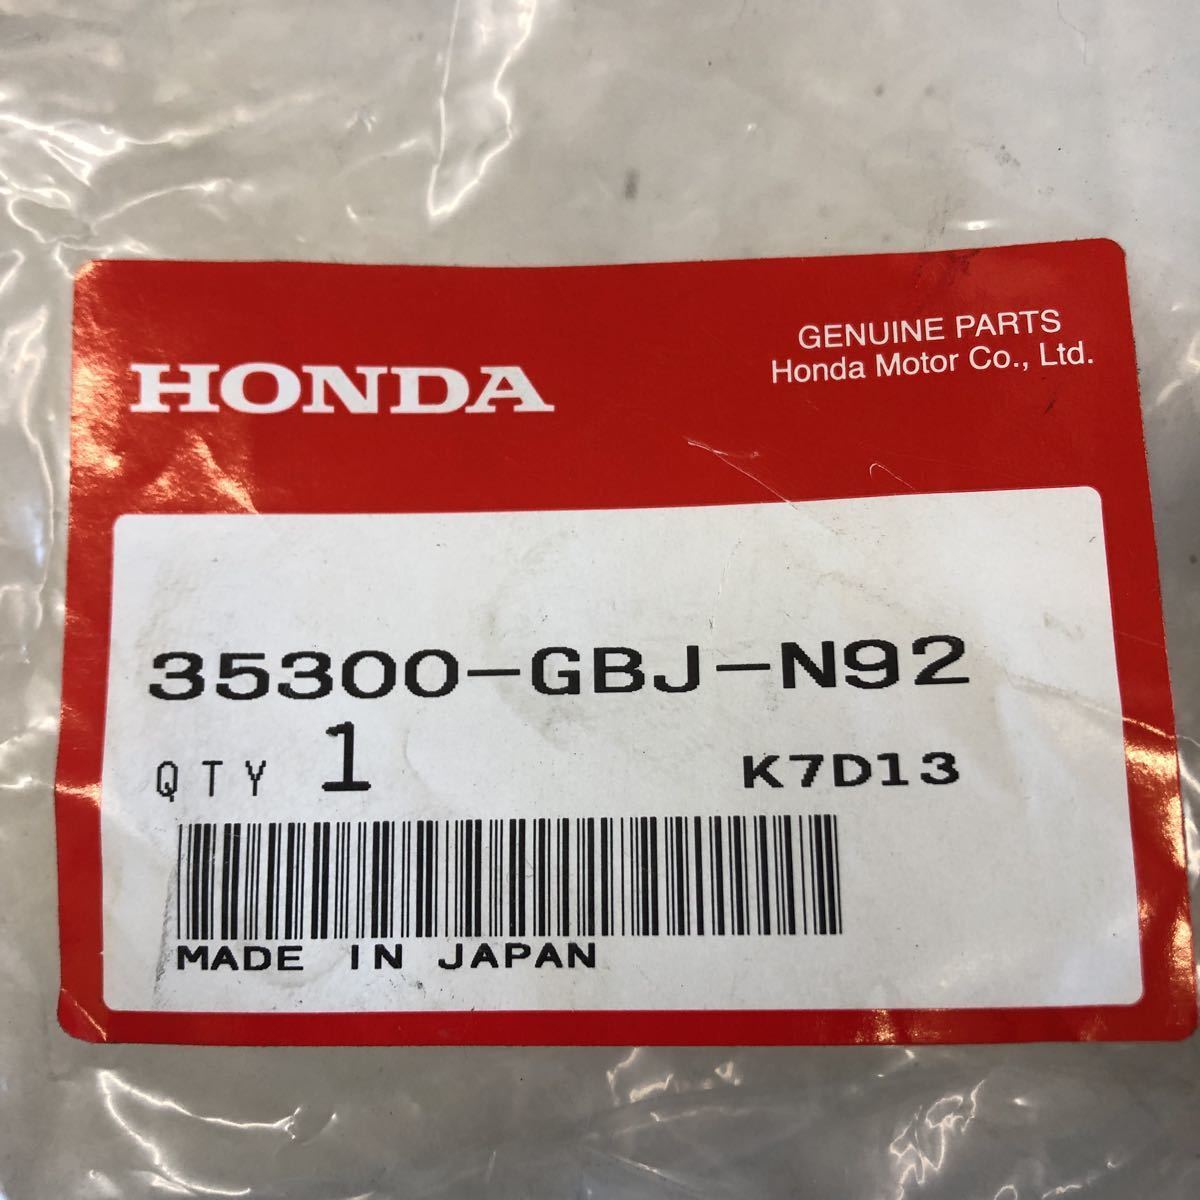 HONDA
GENUINE PARTS
Honda Motor Co., Ltd.
35300-GBJ-N92
QTY 1
K7D13
MADE IN JAPAN